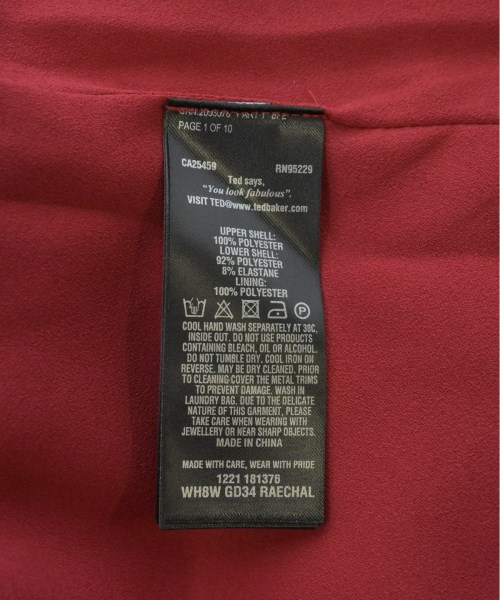 PAGE 1 OF 10
CA25459 RN95229
Ted says,
"You look fabulous".
VISIT TED@www.tedbaker.com
UPPER SHELL:
100% POLYESTER
LOWER SHELL:
92% POLYESTER
8% ELASTANE
LINING:
100% POLYESTER
P
COOL HAND WASH SEPARATELY AT 30C,
INSIDE OUT. DO NOT USE PRODUCTS
CONTAINING BLEACH, OIL OR ALCOHOL.
DO NOT TUMBLE DRY. COOL IRON ON
REVERSE. MAY BE DRY CLEANED. PRIOR
TO CLEANING-COVER THE METAL TRIMS
TO PREVENT DAMAGE. WASH IN
LAUNDRY BAG. DUE TO THE DELICATE
NATURE OF THIS GARMENT, PLEASE
TAKE CARE WHEN WEARING WITH
JEWELLERY OR NEAR SHARP OBJECTS.
MADE IN CHINA
MADE WITH CARE, WEAR WITH PRIDE
1221 181376
WH8W GD34 RAECHAL